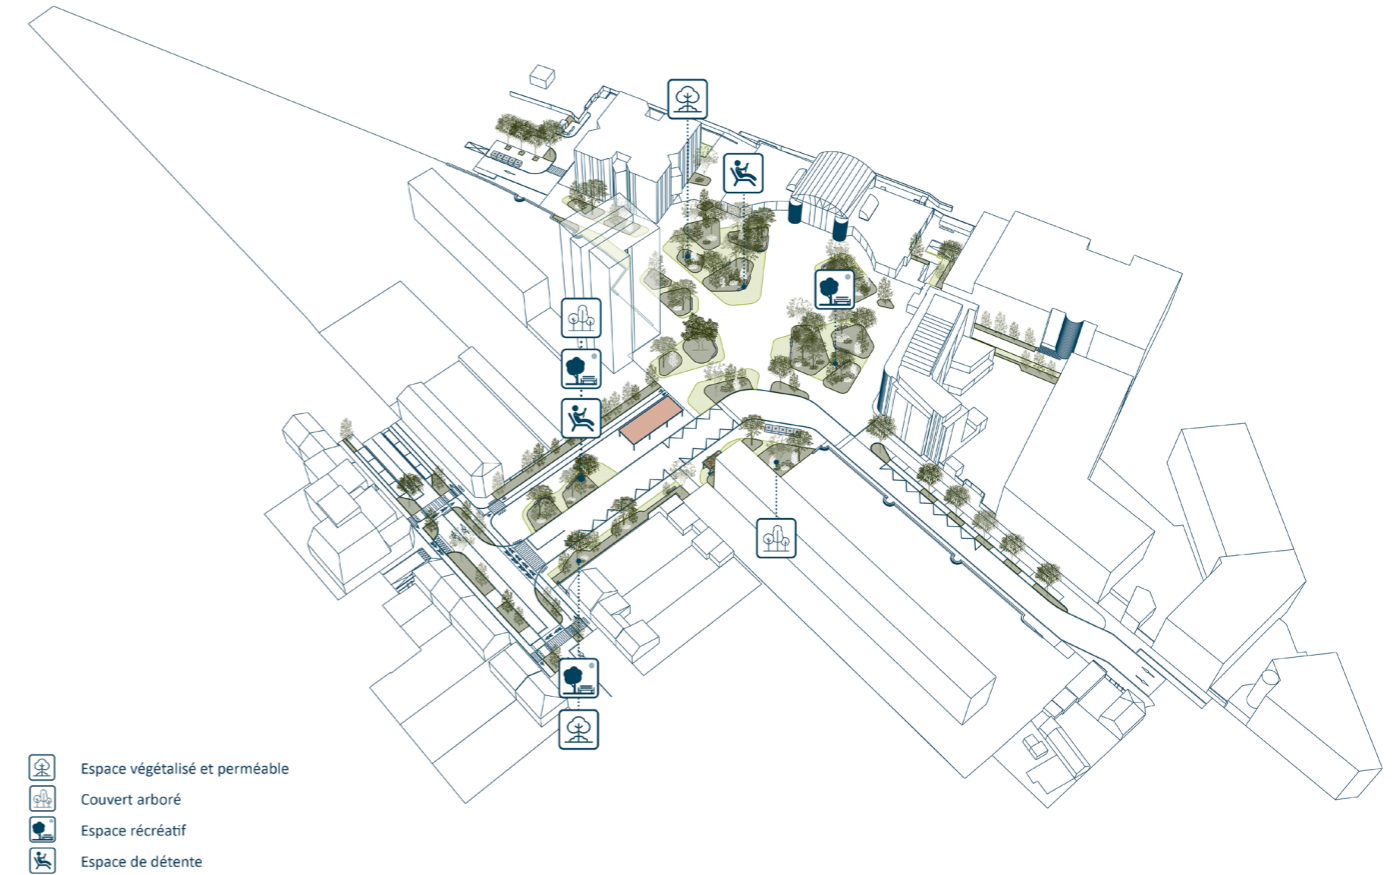 Espace végétalisé et perméable
Couvert arboré
Espace récréatif
Espace de détente